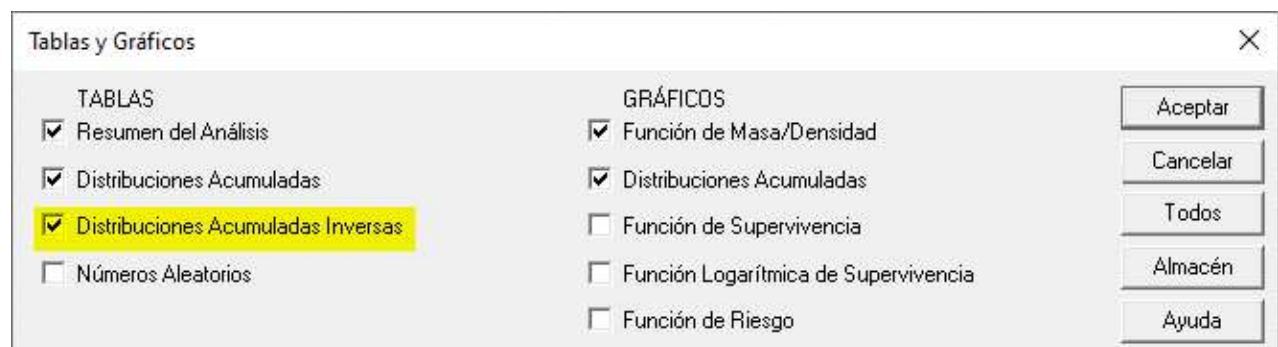 Tablas y Gráficos
TABLAS
Resumen del Análisis
Distribuciones Acumuladas
Distribuciones Acumuladas Inversas
Números Aleatorios
GRÁFICOS
Función de Masa/Densidad
Distribuciones Acumuladas
Función de Supervivencia
Función Logarítmica de Supervivencia
Función de Riesgo
Aceptar
Cancelar
Todos
Almacén
Ayuda